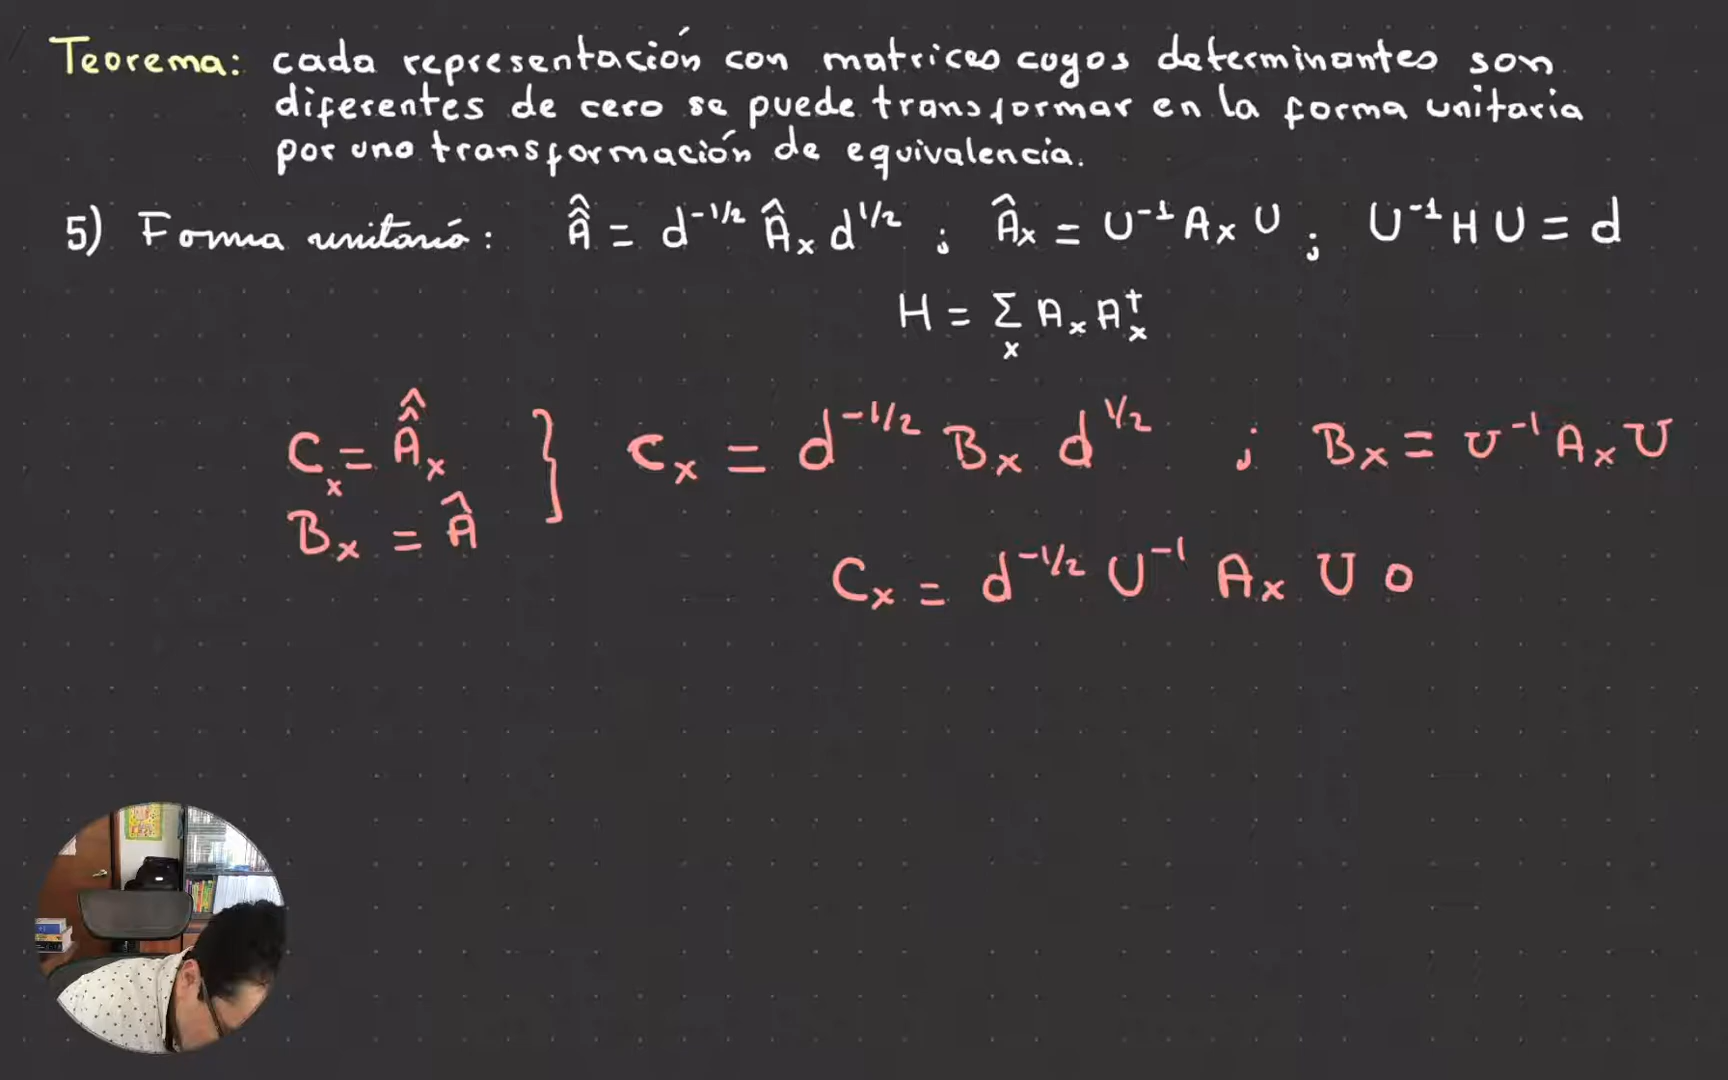 Teorema: cada representación con matrices cuyos determinantes son
diferentes de cero se puede transformar en la forma unitaria
por una transformación de equivalencia.
5) Forma unitaria: Â̂ = d^{-1/2} Â_x d^{1/2} ; Â_x = U^{-1} A_x U ; U^{-1} H U = d
H = Σ_x A_x A_x^†
C_x = Â̂_x } C_x = d^{-1/2} B_x d^{1/2} ; B_x = U^{-1} A_x U
B_x = Â
C_x = d^{-1/2} U^{-1} A_x U o